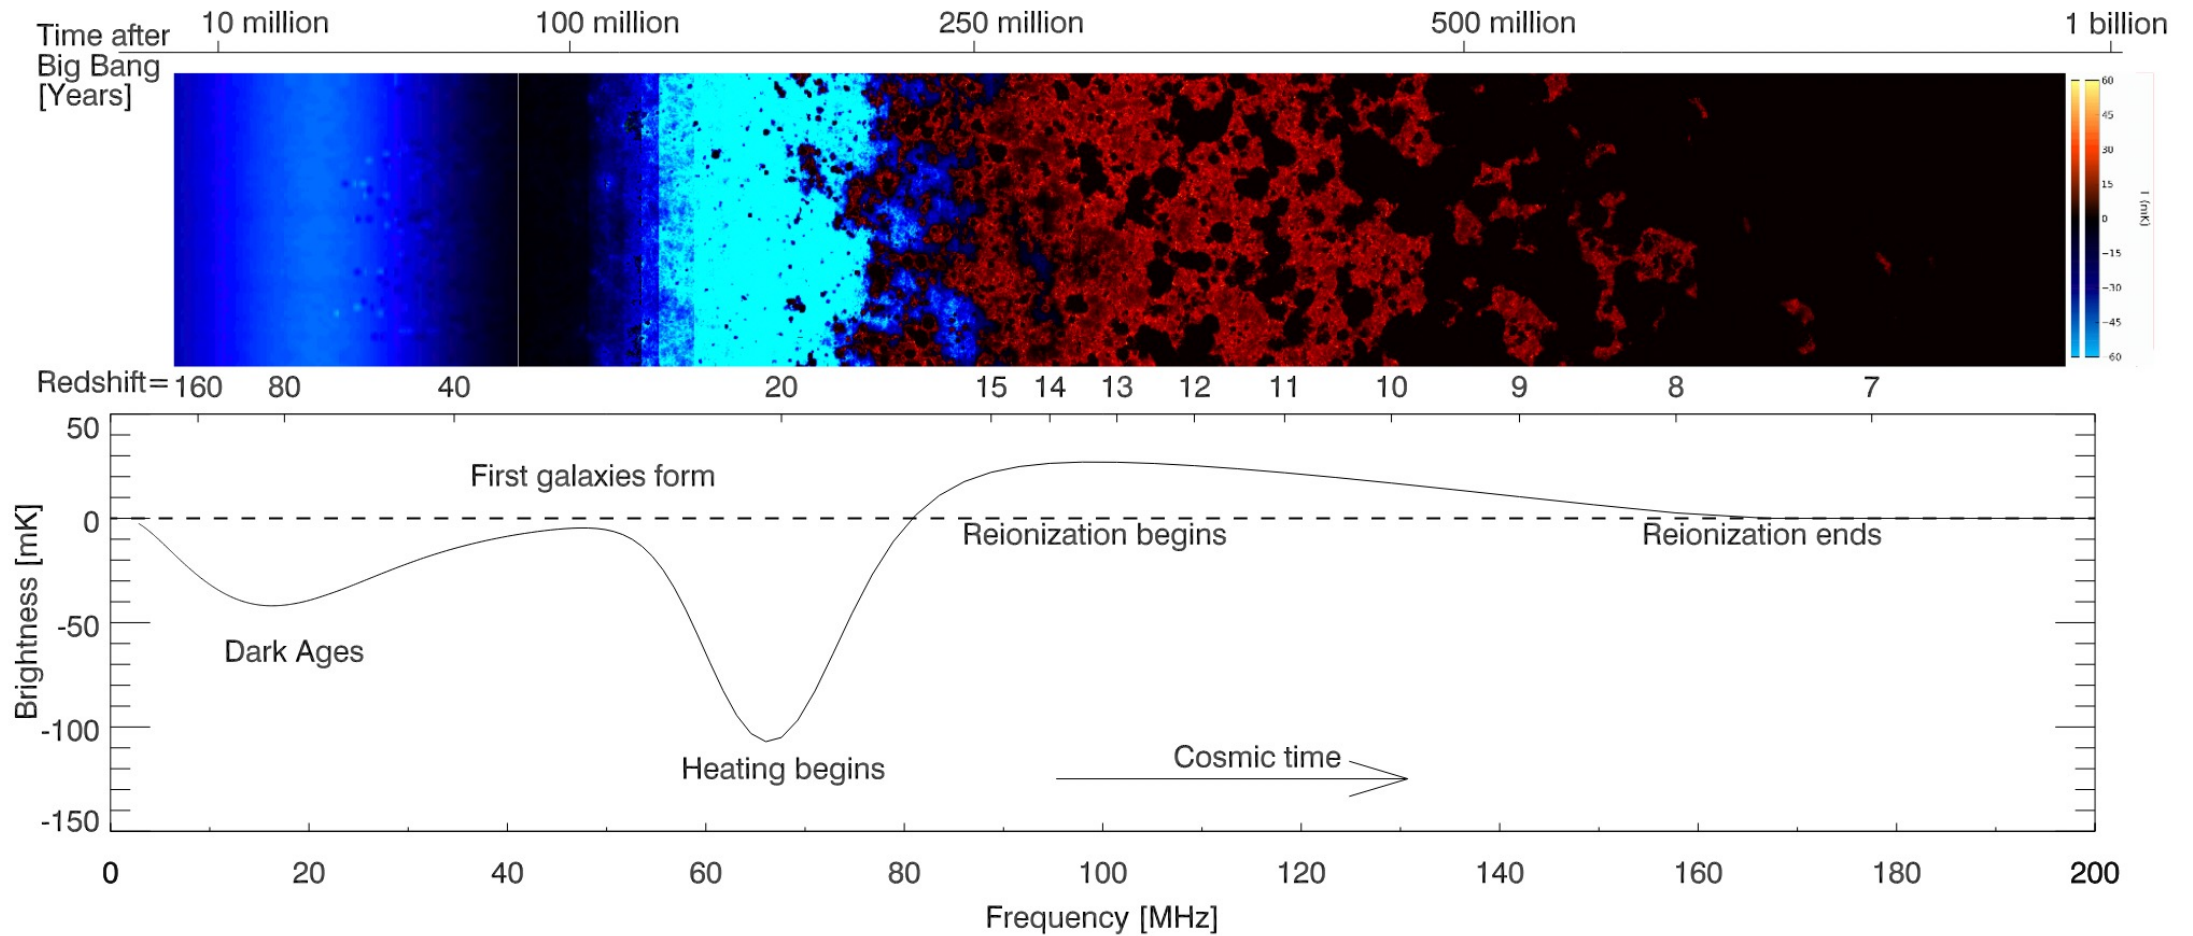 10 million 100 million 250 million 500 million 1 billion
Time after
Big Bang
[Years]
60
45
30
15
0
-15
-30
-45
60
T (mK)
Redshift= 160 80 40 20 15 14 13 12 11 10 9 8 7
50
0
-50
-100
-150
Brightness [mK]
First galaxies form
Reionization begins
Reionization ends
Dark Ages
Heating begins
Cosmic time
0 20 40 60 80 100 120 140 160 180 200
Frequency [MHz]